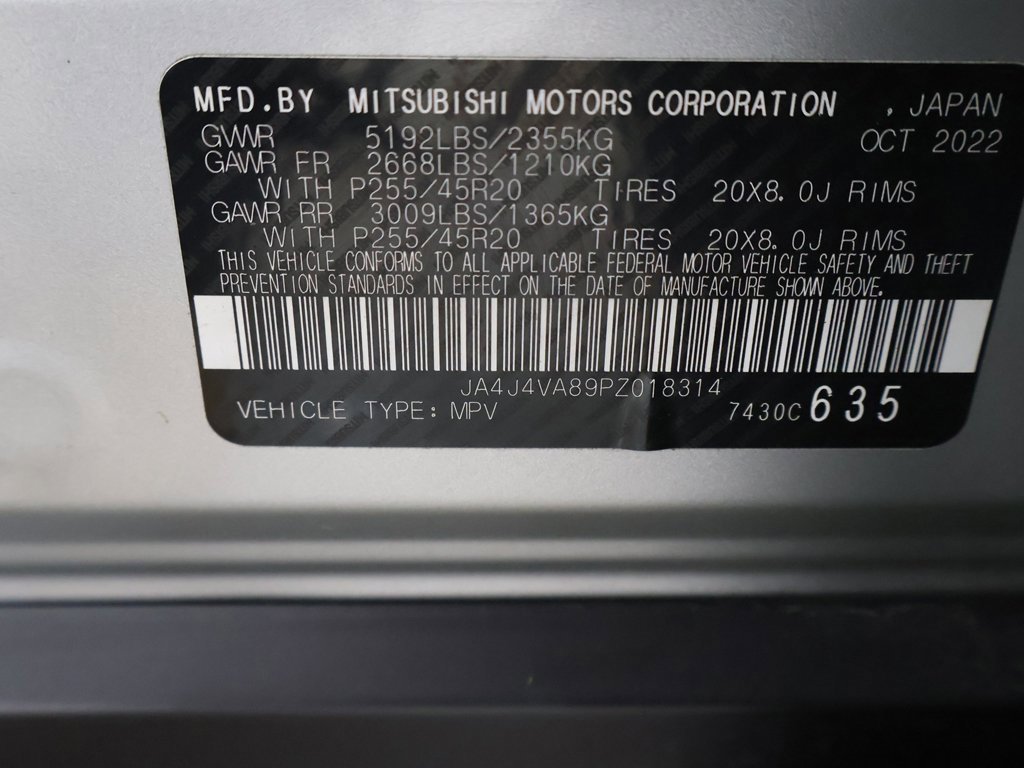 MFD.BY MITSUBISHI MOTORS CORPORATION , JAPAN
GVWR 5192LBS/2355KG OCT 2022
GAWR FR 2668LBS/1210KG
WITH P255/45R20 TIRES 20X8.0J RIMS
GAWR RR 3009LBS/1365KG
WITH P255/45R20 TIRES 20X8.0J RIMS
THIS VEHICLE CONFORMS TO ALL APPLICABLE FEDERAL MOTOR VEHICLE SAFETY AND THEFT
PREVENTION STANDARDS IN EFFECT ON THE DATE OF MANUFACTURE SHOWN ABOVE.
JA4J4VA89PZ018314
VEHICLE TYPE: MPV 7430C 635